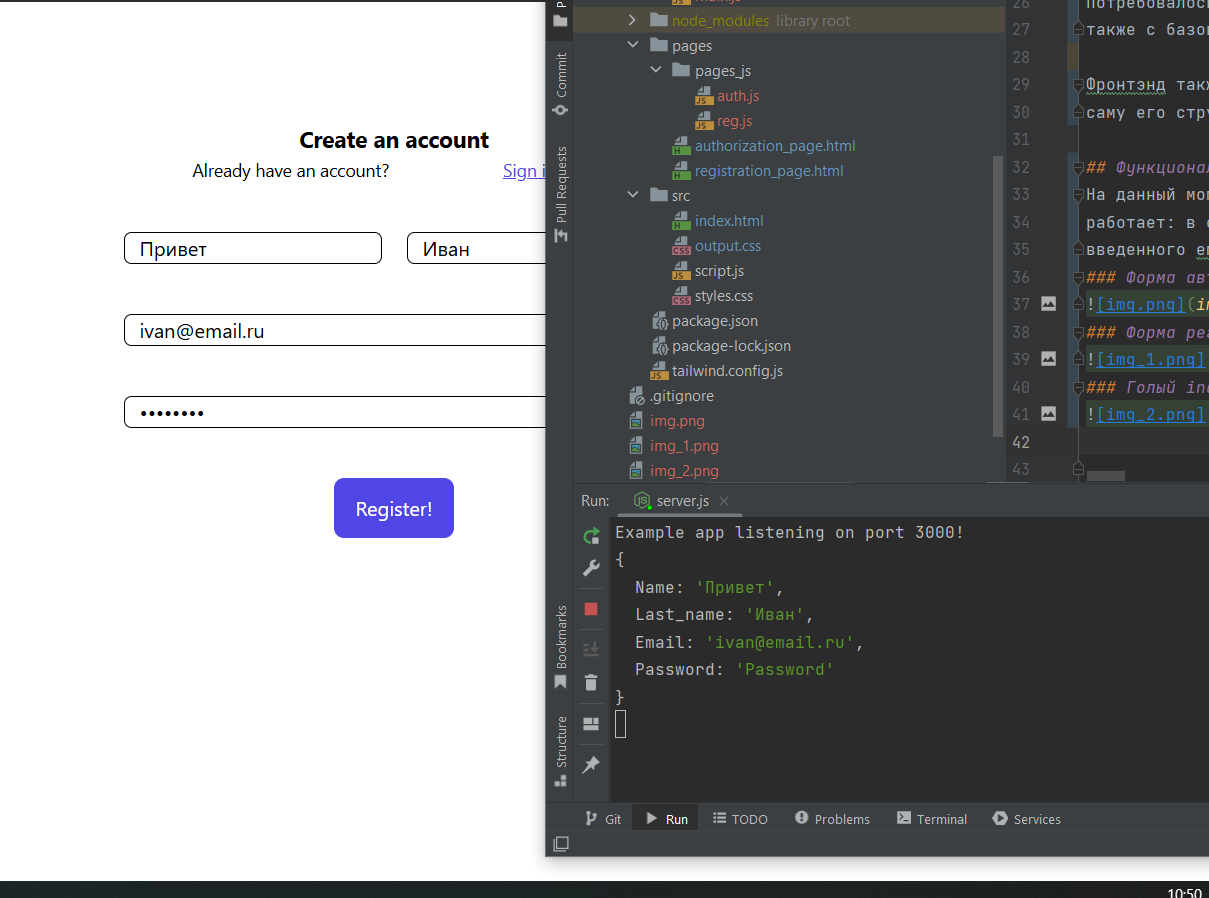 Create an account
Already have an account?
Sign i
Привет
Иван
ivan@email.ru
••••••••
Register!
Commit
Pull Requests
Bookmarks
Structure
node_modules library root
pages
pages_js
auth.js
reg.js
authorization_page.html
registration_page.html
src
index.html
output.css
script.js
styles.css
package.json
package-lock.json
tailwind.config.js
.gitignore
img.png
img_1.png
img_2.png
26 Потребовалось
27 также с базо
28
29 Фронтэнд так
30 саму его стру
31
32 ## Функциона
33 На данный мо
34 работает: в
35 введенного e
36 ### Форма ав
37 ![img.png](i
38 ### Форма ре
39 ![img_1.png]
40 ### Голый in
41 ![img_2.png]
42
43
Run: server.js
Example app listening on port 3000!
{
Name: 'Привет',
Last_name: 'Иван',
Email: 'ivan@email.ru',
Password: 'Password'
}
Git Run TODO Problems Terminal Services
10:50